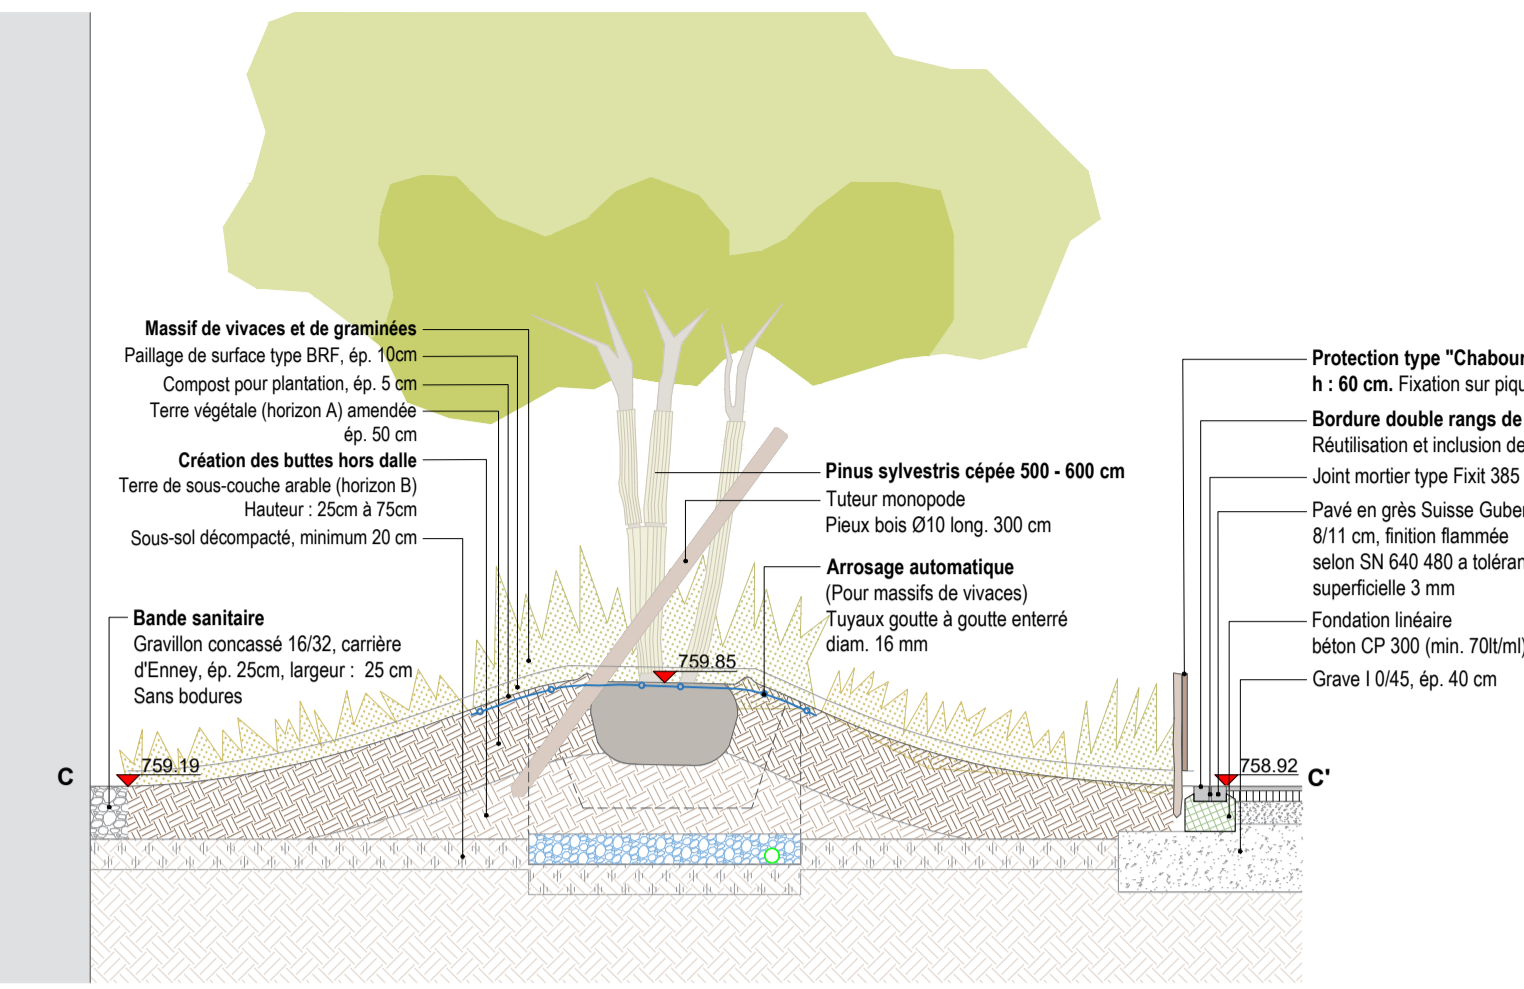 Massif de vivaces et de graminées
Paillage de surface type BRF, ép. 10cm
Compost pour plantation, ép. 5 cm
Terre végétale (horizon A) amendée
ép. 50 cm
Création des buttes hors dalle
Terre de sous-couche arable (horizon B)
Hauteur : 25cm à 75cm
Sous-sol décompacté, minimum 20 cm
Bande sanitaire
Gravillon concassé 16/32, carrière
d'Enney, ép. 25cm, largeur : 25 cm
Sans bodures
C
759.19
Pinus sylvestris cépée 500 - 600 cm
Tuteur monopode
Pieux bois Ø10 long. 300 cm
Arrosage automatique
(Pour massifs de vivaces)
Tuyaux goutte à goutte enterré
diam. 16 mm
759.85
Protection type
h : 60 cm. Fixation sur
Bordure double rangs de
Réutilisation et inclusion de
Joint mortier type Fixit 385
Pavé en grès Suisse
8/11 cm, finition flammée
selon SN 640 480 a
superficielle 3 mm
Fondation linéaire
béton CP 300 (min. 70lt/ml)
Grave I 0/45, ép. 40 cm
758.92
C'